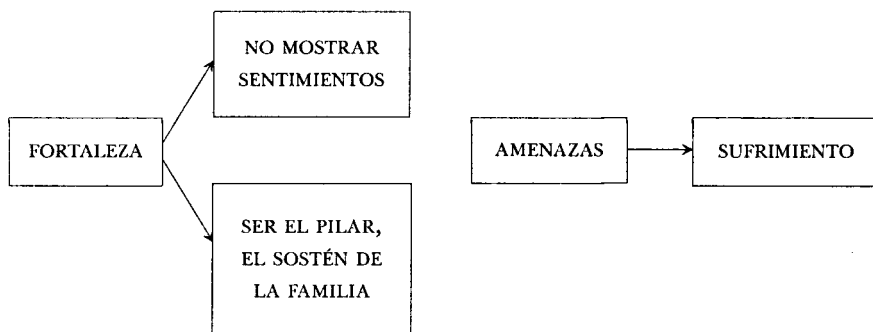 NO MOSTRAR
SENTIMIENTOS
FORTALEZA
SER EL PILAR,
EL SOSTÉN DE
LA FAMILIA
AMENAZAS
SUFRIMIENTO